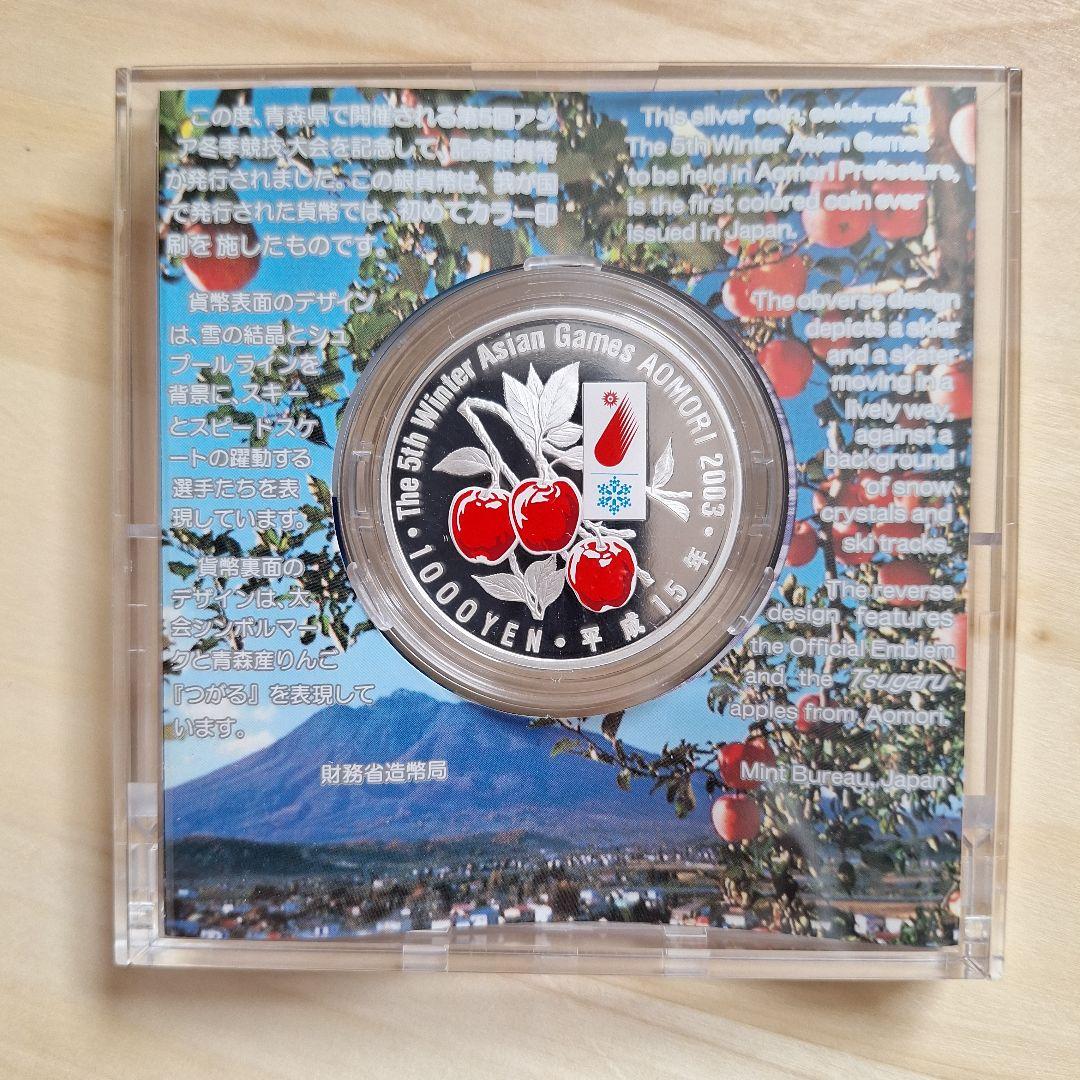 この度、青森県で開催される第5回アジ
ア冬季競技大会を記念して、記念銀貨幣
が発行されました。この銀貨幣は、我が国
で発行された貨幣では、初めてカラー印
刷を施したものです。
貨幣表面のデザイン
は、雪の結晶とシュ
プールラインを
背景に、スキー
とスピードスケ
ートの躍動する
選手たちを表
現しています。
貨幣裏面の
デザインは、大
会シンボルマー
クと青森産りんご
『つがる』を表現して
います。
財務省造幣局
This silver coin, celebrating
The 5th Winter Asian Games
to be held in Aomori Prefecture,
is the first colored coin ever
issued in Japan.
The obverse design
depicts a skier
and a skater
moving in a
lively way,
against a
background
of snow
crystals and
ski tracks.
The reverse
design, features
the Official Emblem
and the Tsugaru
apples from Aomori.
Mint Bureau, Japan
The 5th Winter Asian Games AOMORI 2003
1000YEN・平成15年